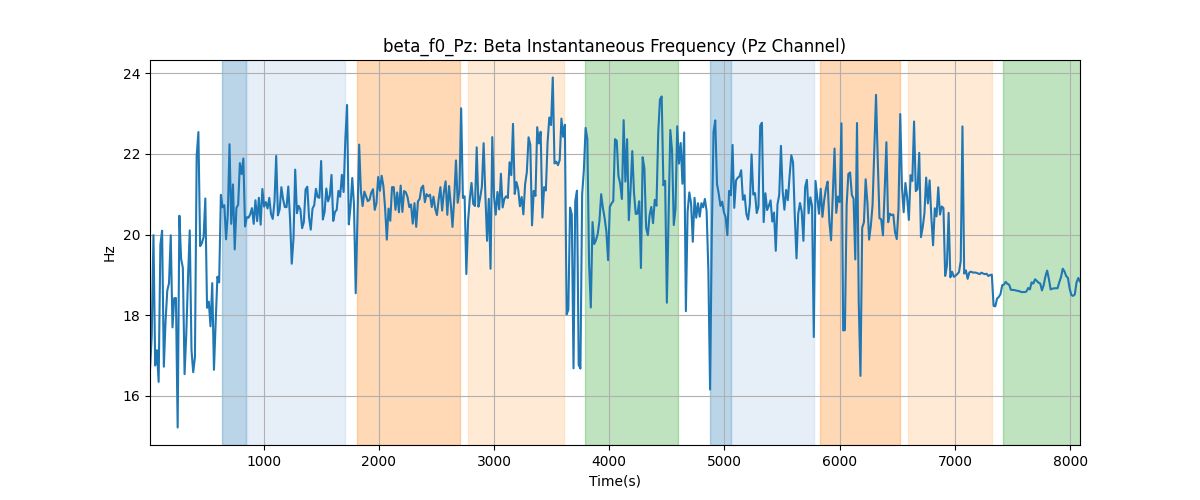 beta_f0_Pz: Beta Instantaneous Frequency (Pz Channel)
24
22
20
18
16
Hz
1000 2000 3000 4000 5000 6000 7000 8000
Time(s)